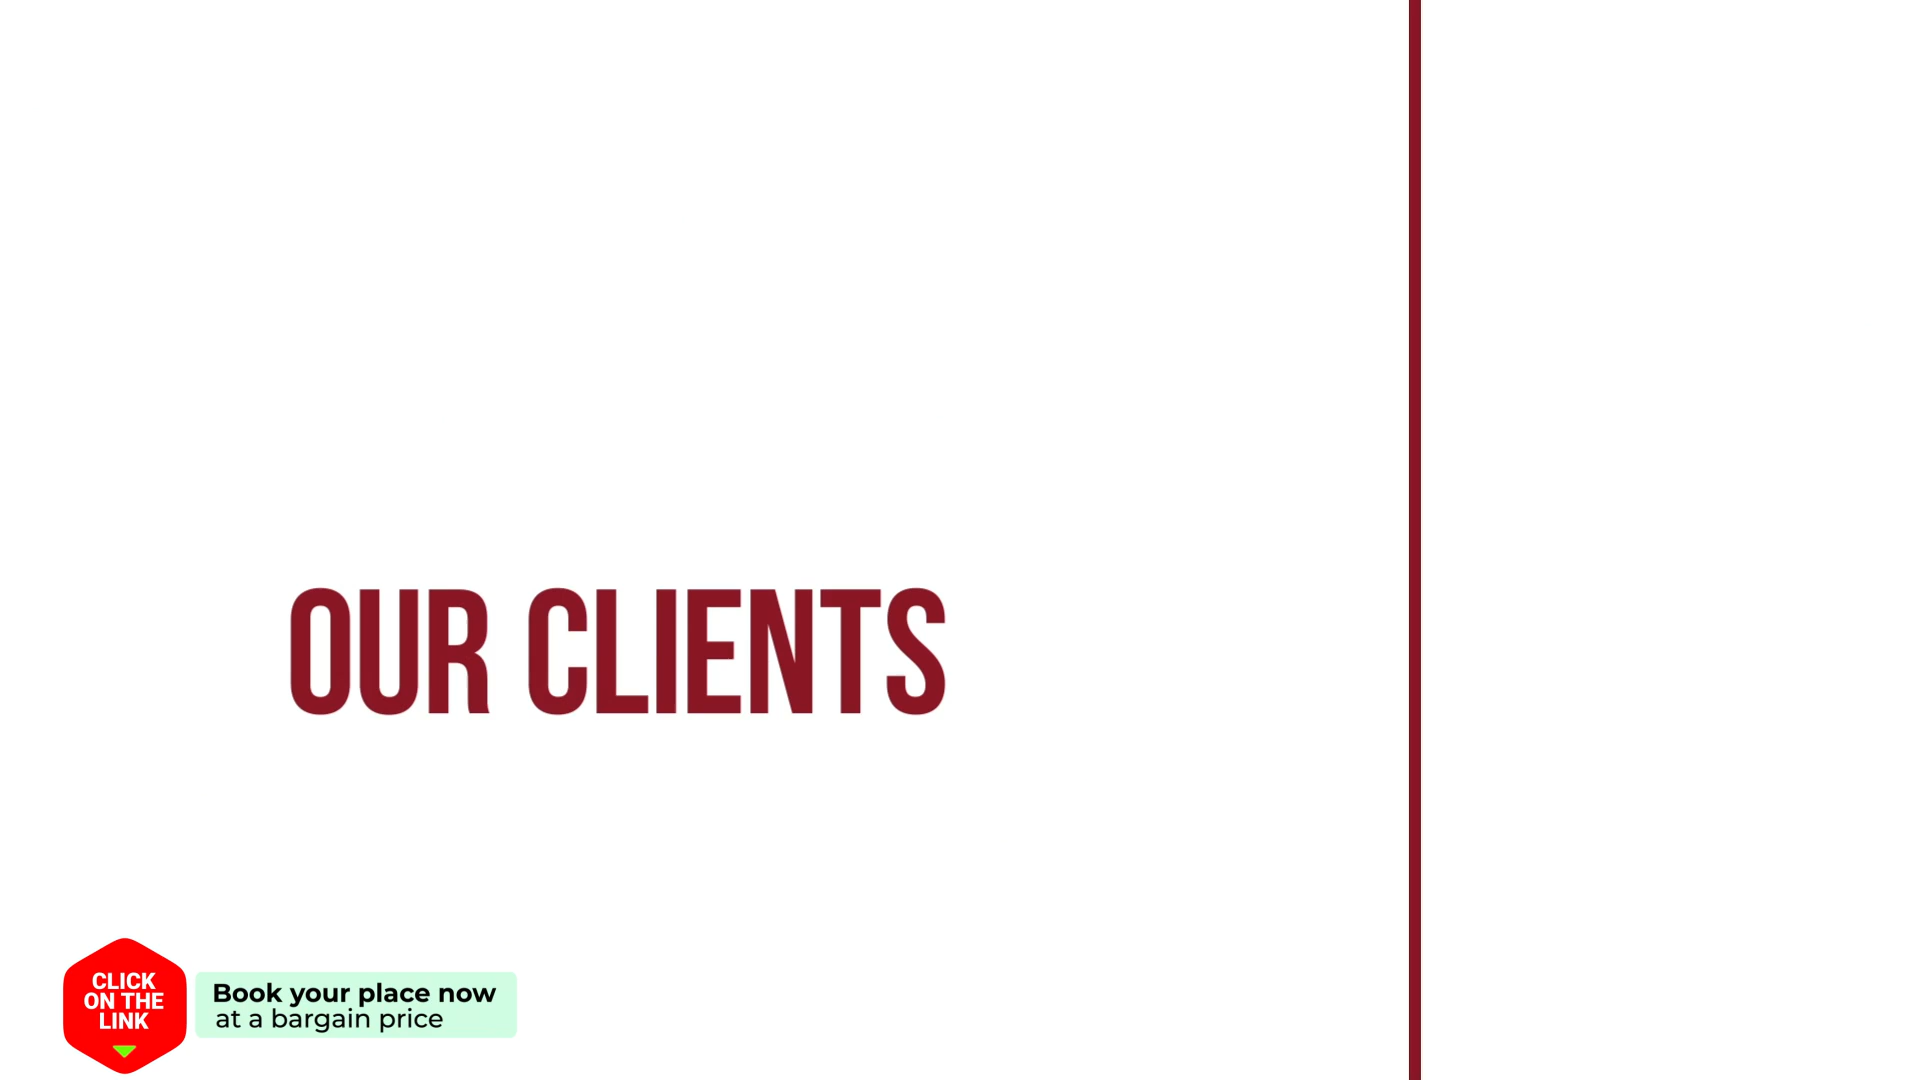 OUR CLIENTS
CLICK
ON THE
LINK
Book your place now
at a bargain price